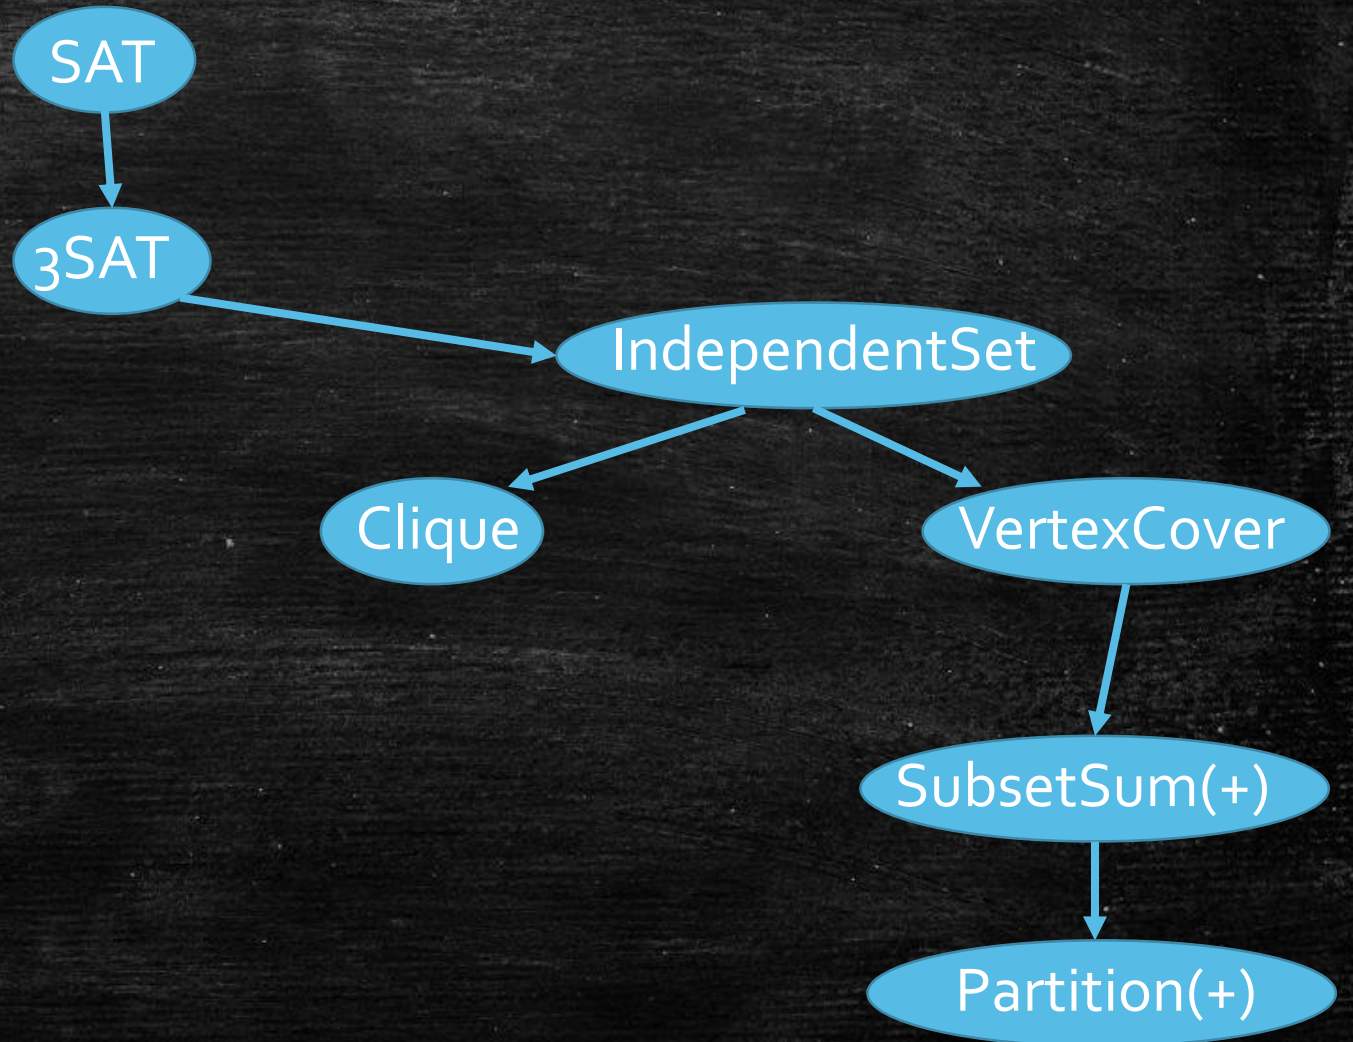 SAT
3SAT
IndependentSet
Clique
VertexCover
SubsetSum(+)
Partition(+)